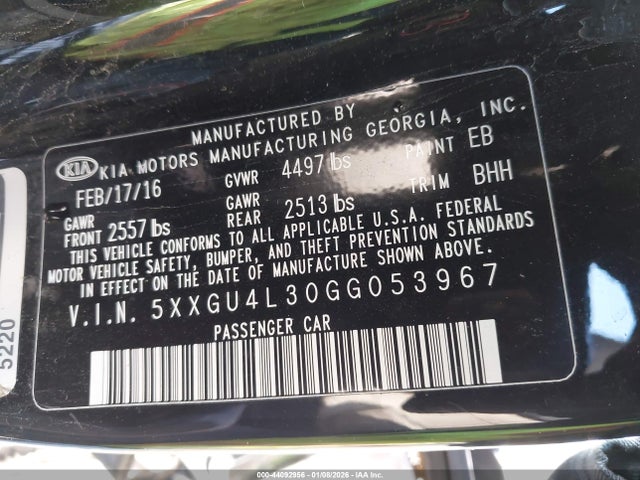 MANUFACTURED BY
KIA KIA MOTORS MANUFACTURING GEORGIA, INC.
FEB/17/16 GVWR 4497 lbs PAINT EB
GAWR FRONT 2557 lbs GAWR REAR 2513 lbs TRIM BHH
THIS VEHICLE CONFORMS TO ALL APPLICABLE U.S.A. FEDERAL
MOTOR VEHICLE SAFETY, BUMPER, AND THEFT PREVENTION STANDARDS
IN EFFECT ON THE DATE OF MANUFACTURE SHOWN ABOVE.
V.I.N. 5XXGU4L30GG053967
PASSENGER CAR
5220
000-44092956 - 01/08/2026 - IAA Inc.